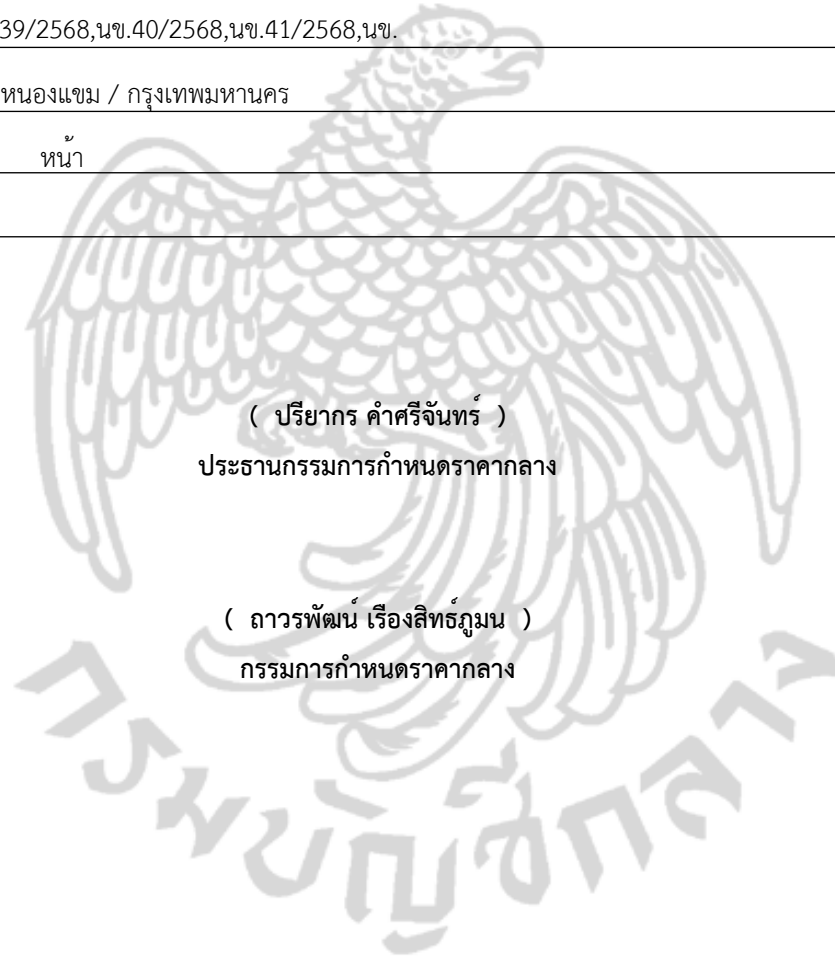 39/2568,นข.40/2568,นข.41/2568,นข.
หนองแขม / กรุงเทพมหานคร
หน้า
( ปรียากร คำศรีจันทร์ )
ประธานกรรมการกำหนดราคากลาง
( ถาวรพัฒน์ เรืองสิทธ์ภูมน )
กรรมการกำหนดราคากลาง
กรมบัญชีกลาง